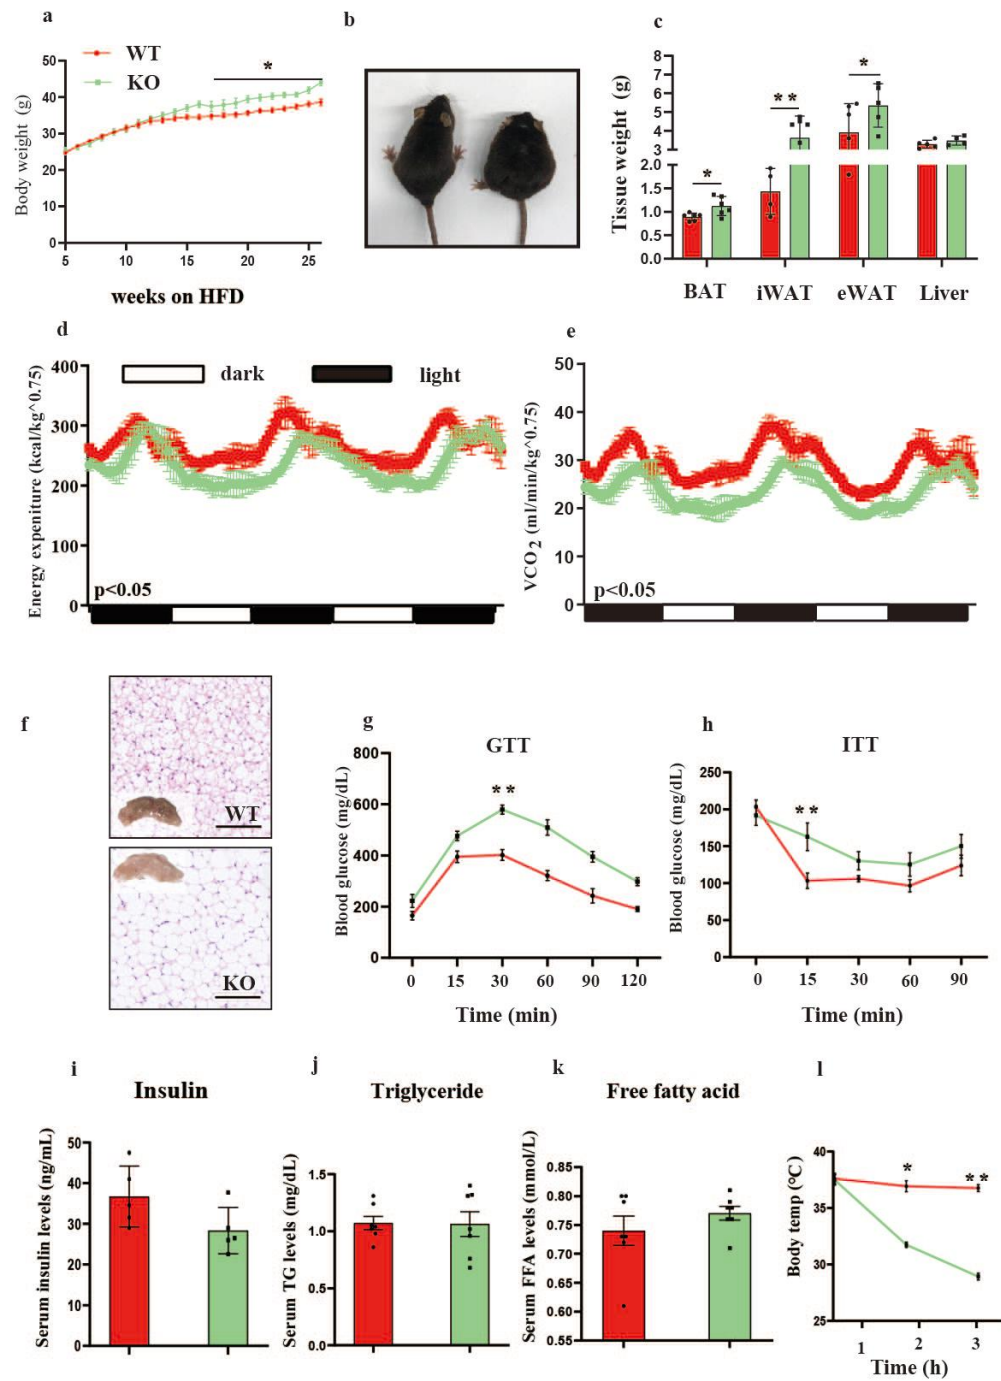 a
WT
KO
*
Body weight (g)
50
40
30
20
10
0
5
10
15
20
25
weeks on HFD
b
c
Tissue weight (g)
8
7
6
5
4
3
2.0
1.5
1.0
0.5
0.0
*
**
*
BAT
iWAT
eWAT
Liver
d
dark
light
Energy expeniture (kcal/kg^0.75)
400
300
200
100
0
p<0.05
e
VCO2 (ml/min/kg^0.75)
50
40
30
20
10
0
p<0.05
f
WT
KO
g
GTT
Blood glucose (mg/dL)
800
600
400
200
0
**
0
15
30
60
90
120
Time (min)
h
ITT
Blood glucose (mg/dL)
250
200
150
100
50
0
**
0
15
30
60
90
Time (min)
i
Insulin
Serum insulin levels (ng/mL)
50
40
30
20
10
0
j
Triglyceride
Serum TG levels (mg/dL)
1.5
1.0
0.5
0.0
k
Free fatty acid
Serum FFA levels (mmol/L)
0.85
0.80
0.75
0.70
0.65
0.60
0.55
l
Body temp (°C)
40
35
30
25
*
**
1
2
3
Time (h)